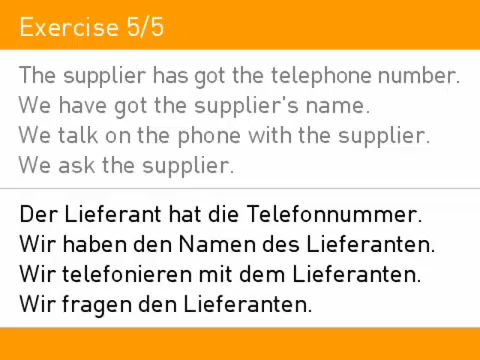 Exercise 5/5
The supplier has got the telephone number.
We have got the supplier's name.
We talk on the phone with the supplier.
We ask the supplier.
Der Lieferant hat die Telefonnummer.
Wir haben den Namen des Lieferanten.
Wir telefonieren mit dem Lieferanten.
Wir fragen den Lieferanten.